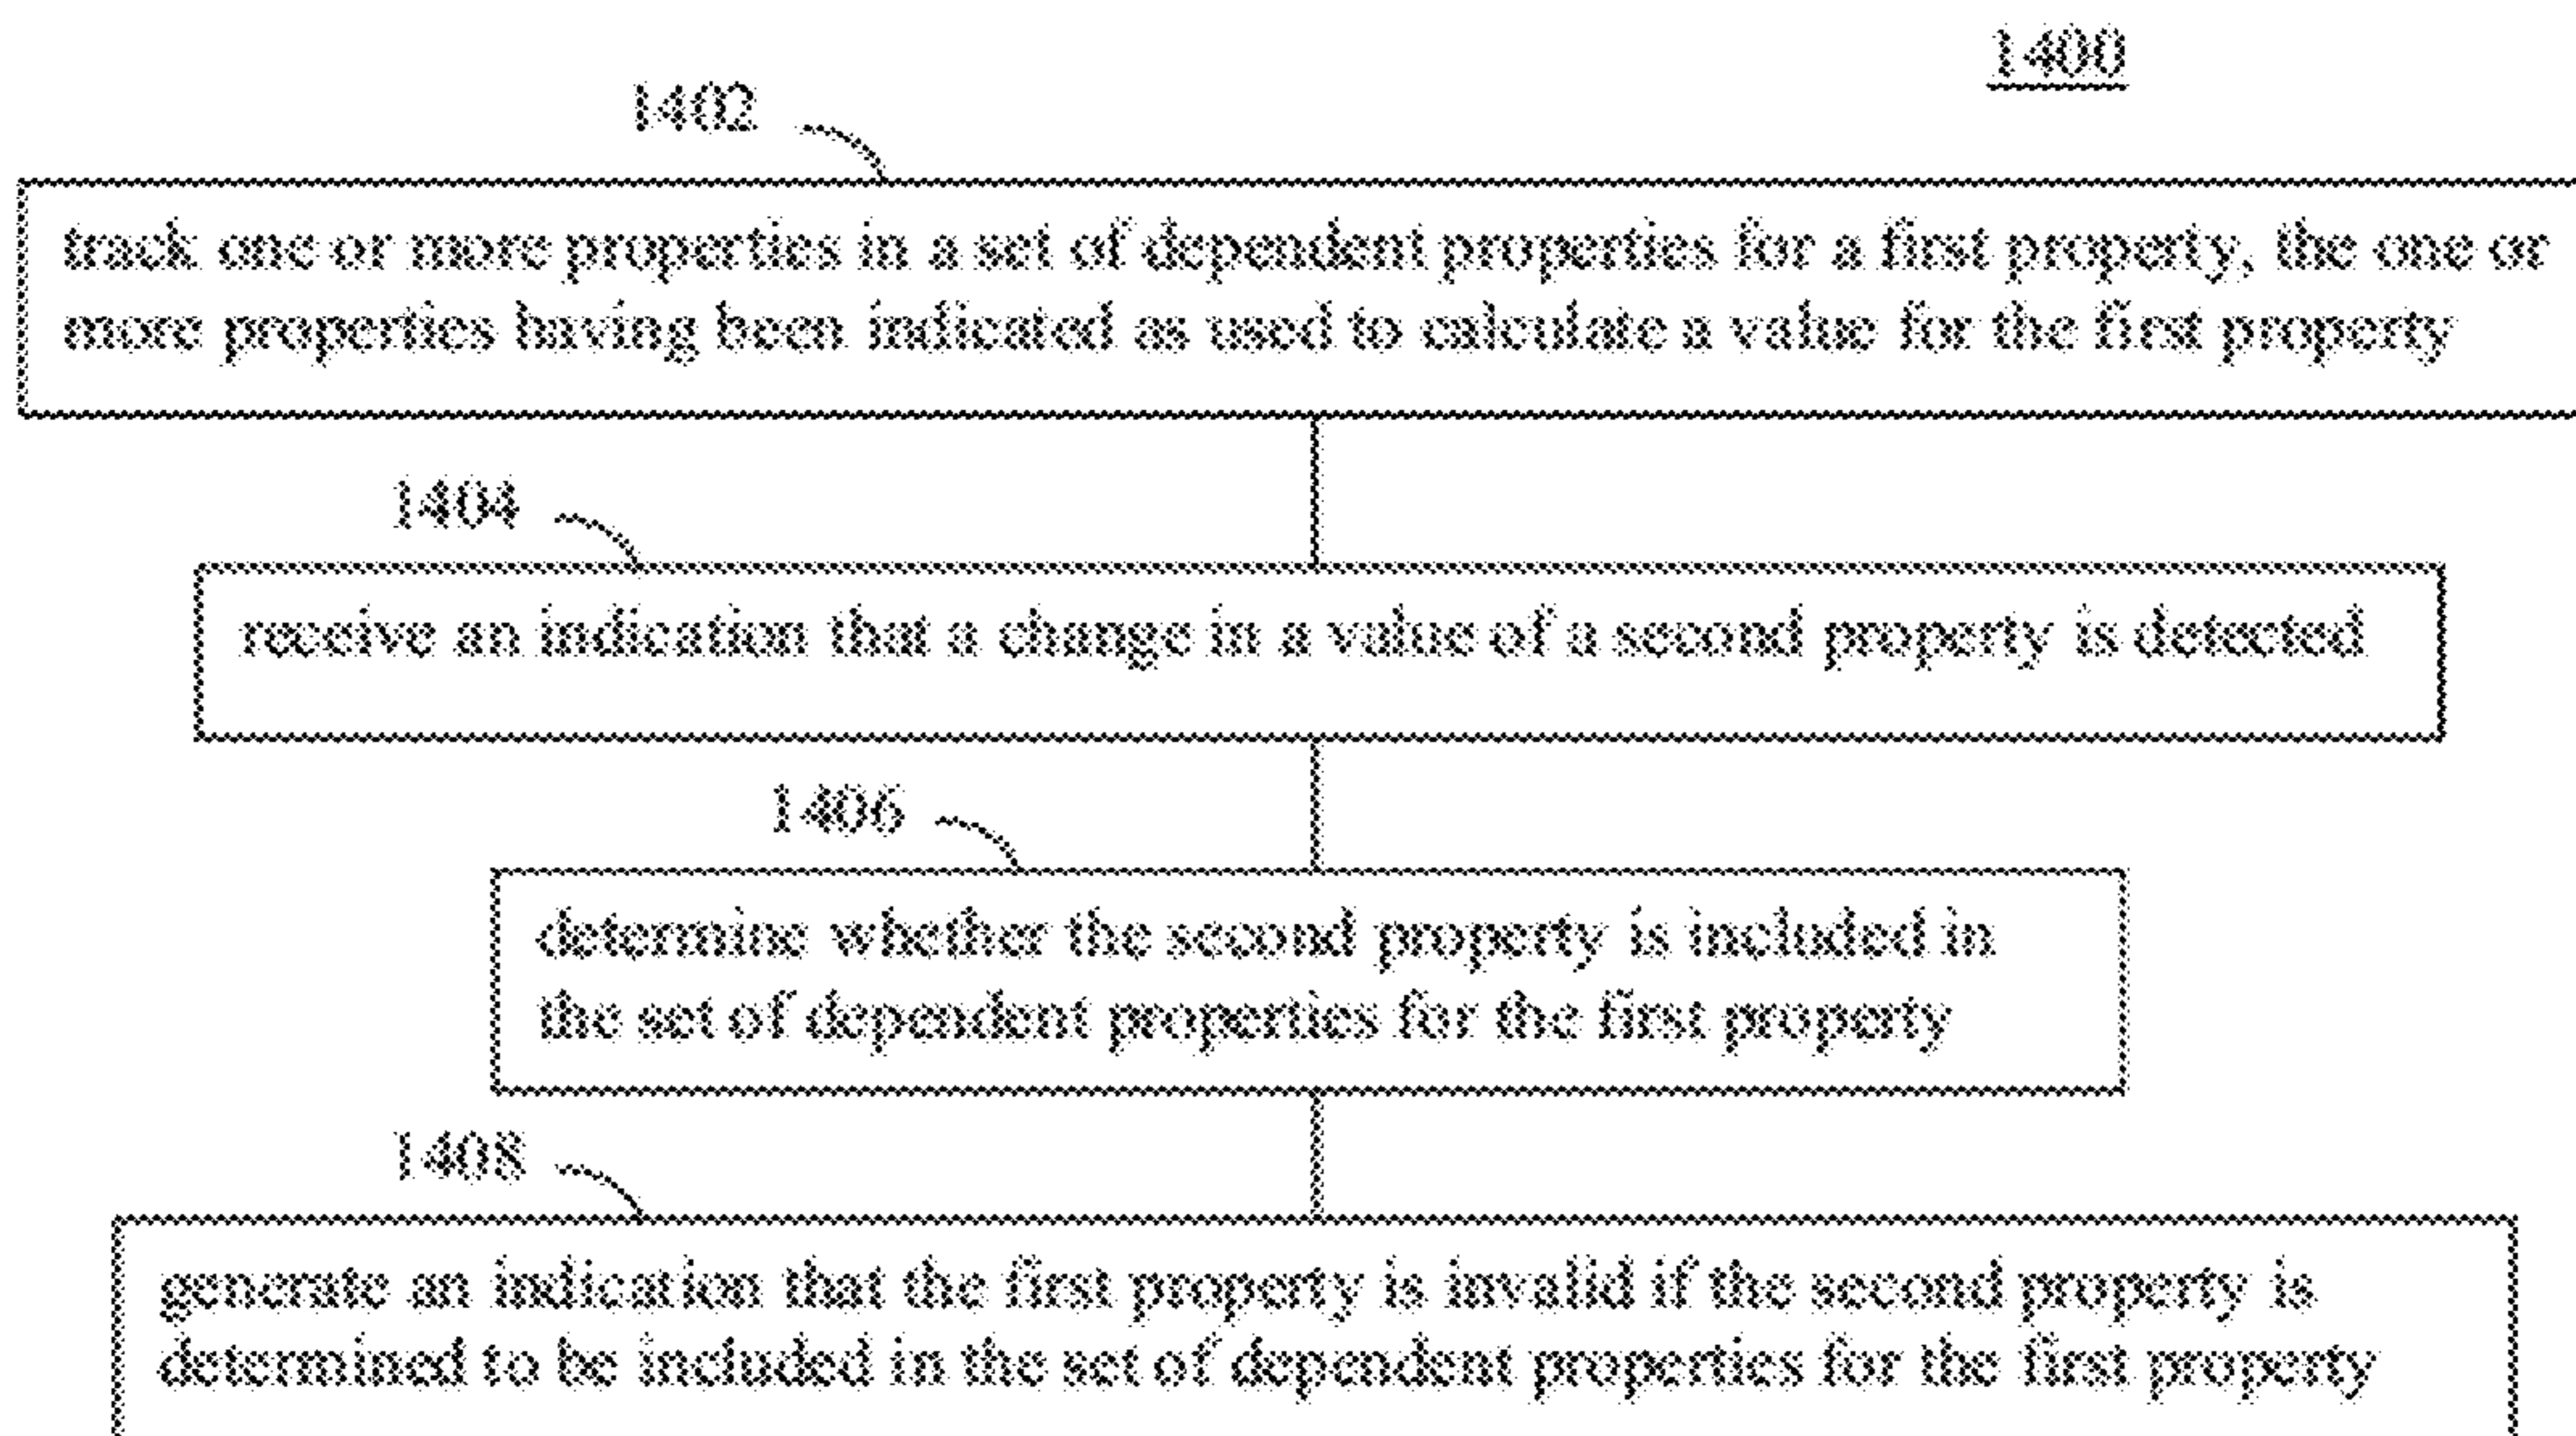 1400
1402
track one or more properties in a set of dependent properties for a first property, the one or
more properties having been indicated as used to calculate a value for the first property
1404
receive an indication that a change in a value of a second property is detected
1406
determine whether the second property is included in
the set of dependent properties for the first property
1408
generate an indication that the first property is invalid if the second property is
determined to be included in the set of dependent properties for the first property